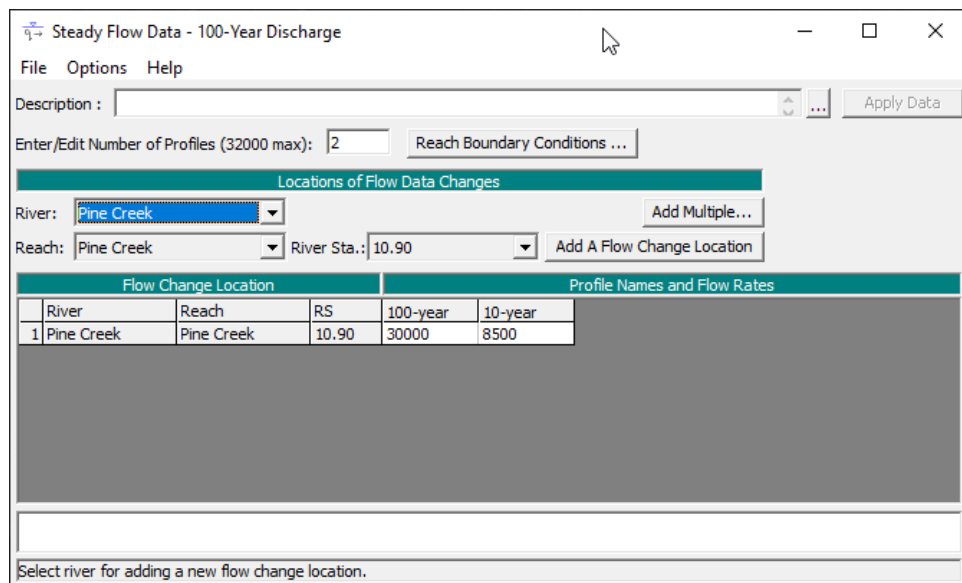 Steady Flow Data - 100-Year Discharge
File Options Help
Description : ... Apply Data
Enter/Edit Number of Profiles (32000 max): 2 Reach Boundary Conditions ...
Locations of Flow Data Changes
River: Pine Creek Add Multiple...
Reach: Pine Creek River Sta.: 10.90 Add A Flow Change Location
Flow Change Location Profile Names and Flow Rates
River Reach RS 100-year 10-year
1 Pine Creek Pine Creek 10.90 30000 8500
Select river for adding a new flow change location.